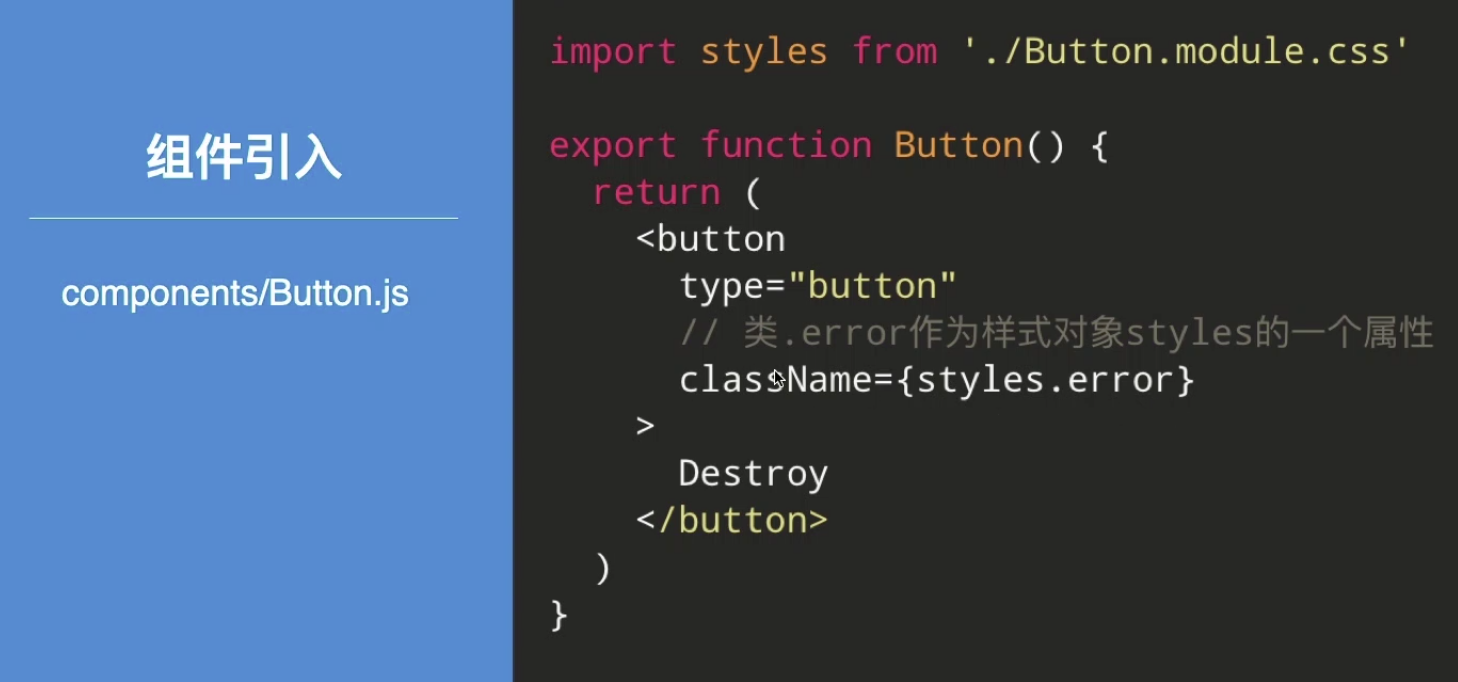 组件引入
components/Button.js
import styles from './Button.module.css'
export function Button() {
return (
<button
type="button"
// 类.error作为样式对象styles的一个属性
className={styles.error}
>
Destroy
</button>
)
}